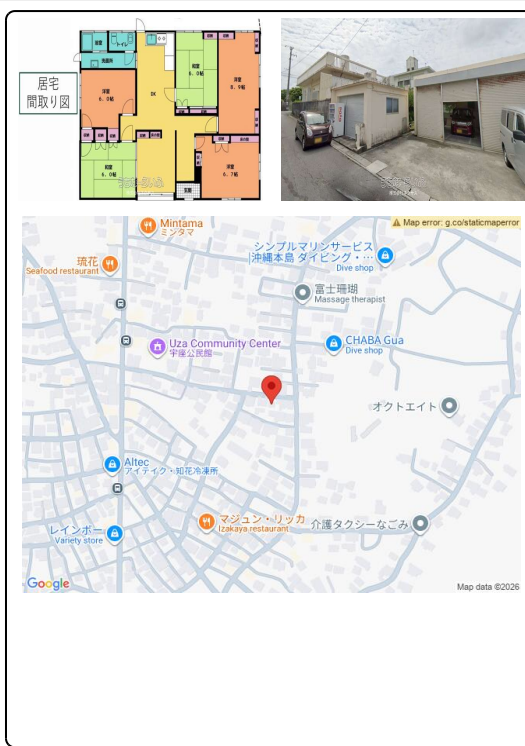 居宅
間取り図
浴室
トイレ
洗面所
洋室
6.0帖
DK
和室
6.0帖
洋室
8.9帖
和室
6.0帖
洋室
6.7帖
玄関
Mintama
ミンタマ
琉花
Seafood restaurant
シンプルマリンサービス
|沖縄本島 ダイビング・…
Dive shop
Map error: g.co/staticmaperror
富士珊瑚
Massage therapist
Uza Community Center
宇座公民館
CHABA Gua
Dive shop
オクトエイト
Altec
アイテイク・知花冷凍所
マジュン・リッカ
Izakaya restaurant
介護タクシーなごみ
レインボー
Variety store
Google
Map data ©2026